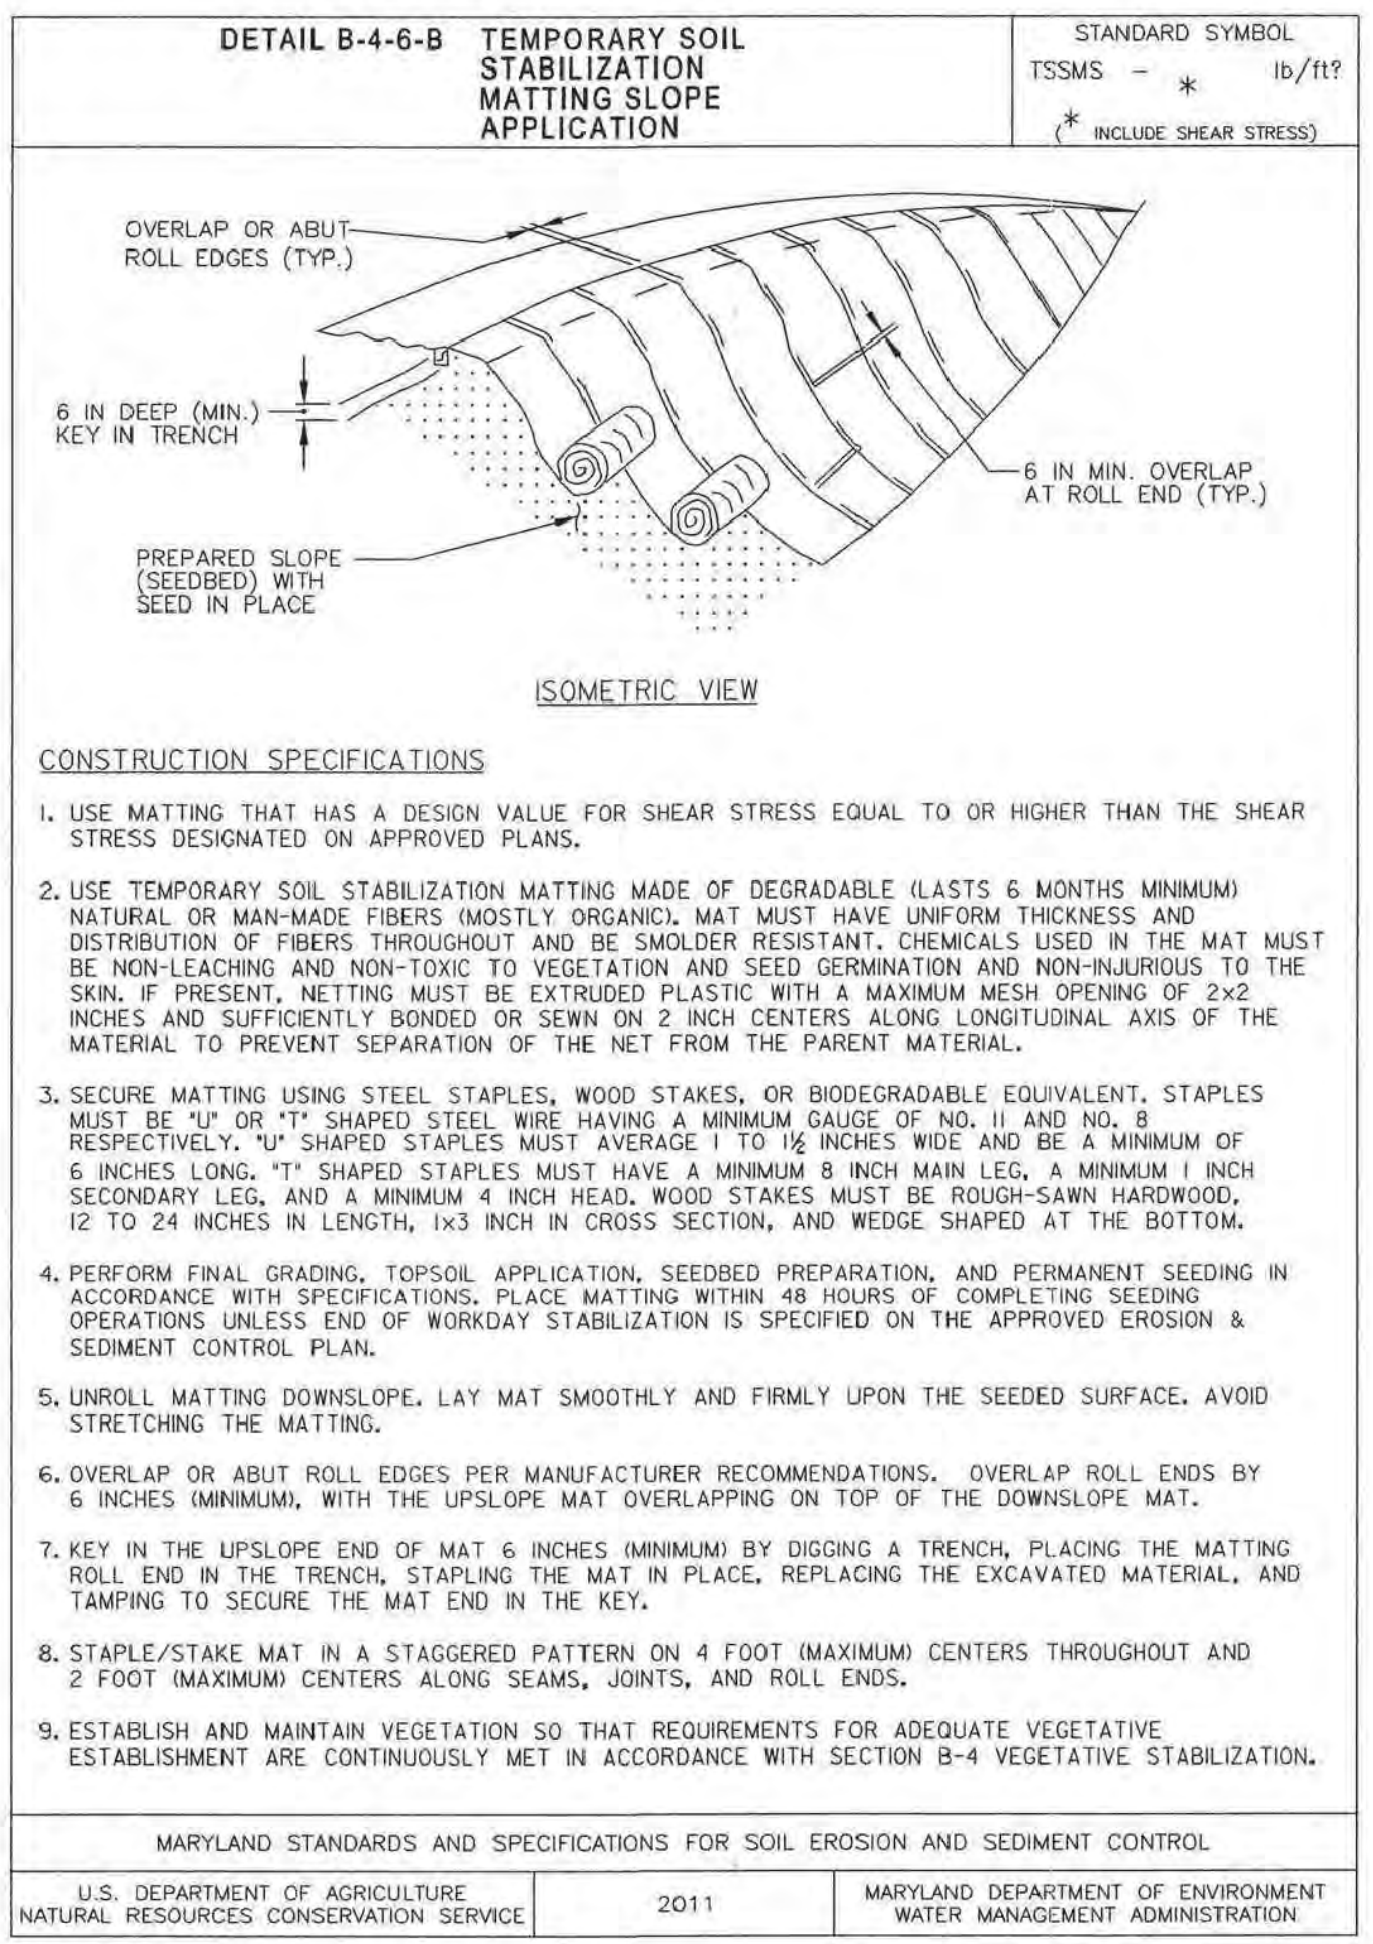 DETAIL B-4-6-B TEMPORARY SOIL
STABILIZATION
MATTING SLOPE
APPLICATION
STANDARD SYMBOL
TSSMS - * lb/ft?
(* INCLUDE SHEAR STRESS)
OVERLAP OR ABUT
ROLL EDGES (TYP.)
6 IN DEEP (MIN.)
KEY IN TRENCH
6 IN MIN. OVERLAP
AT ROLL END (TYP.)
PREPARED SLOPE
(SEEDBED) WITH
SEED IN PLACE
ISOMETRIC VIEW
CONSTRUCTION SPECIFICATIONS
1. USE MATTING THAT HAS A DESIGN VALUE FOR SHEAR STRESS EQUAL TO OR HIGHER THAN THE SHEAR
STRESS DESIGNATED ON APPROVED PLANS.
2. USE TEMPORARY SOIL STABILIZATION MATTING MADE OF DEGRADABLE (LASTS 6 MONTHS MINIMUM)
NATURAL OR MAN-MADE FIBERS (MOSTLY ORGANIC). MAT MUST HAVE UNIFORM THICKNESS AND
DISTRIBUTION OF FIBERS THROUGHOUT AND BE SMOLDER RESISTANT. CHEMICALS USED IN THE MAT MUST
BE NON-LEACHING AND NON-TOXIC TO VEGETATION AND SEED GERMINATION AND NON-INJURIOUS TO THE
SKIN. IF PRESENT, NETTING MUST BE EXTRUDED PLASTIC WITH A MAXIMUM MESH OPENING OF 2x2
INCHES AND SUFFICIENTLY BONDED OR SEWN ON 2 INCH CENTERS ALONG LONGITUDINAL AXIS OF THE
MATERIAL TO PREVENT SEPARATION OF THE NET FROM THE PARENT MATERIAL.
3. SECURE MATTING USING STEEL STAPLES, WOOD STAKES, OR BIODEGRADABLE EQUIVALENT. STAPLES
MUST BE "U" OR "T" SHAPED STEEL WIRE HAVING A MINIMUM GAUGE OF NO. 11 AND NO. 8
RESPECTIVELY. "U" SHAPED STAPLES MUST AVERAGE 1 TO 1½ INCHES WIDE AND BE A MINIMUM OF
6 INCHES LONG. "T" SHAPED STAPLES MUST HAVE A MINIMUM 8 INCH MAIN LEG, A MINIMUM 1 INCH
SECONDARY LEG, AND A MINIMUM 4 INCH HEAD. WOOD STAKES MUST BE ROUGH-SAWN HARDWOOD,
12 TO 24 INCHES IN LENGTH, 1x3 INCH IN CROSS SECTION, AND WEDGE SHAPED AT THE BOTTOM.
4. PERFORM FINAL GRADING, TOPSOIL APPLICATION, SEEDBED PREPARATION, AND PERMANENT SEEDING IN
ACCORDANCE WITH SPECIFICATIONS. PLACE MATTING WITHIN 48 HOURS OF COMPLETING SEEDING
OPERATIONS UNLESS END OF WORKDAY STABILIZATION IS SPECIFIED ON THE APPROVED EROSION &
SEDIMENT CONTROL PLAN.
5. UNROLL MATTING DOWNSLOPE. LAY MAT SMOOTHLY AND FIRMLY UPON THE SEEDED SURFACE. AVOID
STRETCHING THE MATTING.
6. OVERLAP OR ABUT ROLL EDGES PER MANUFACTURER RECOMMENDATIONS. OVERLAP ROLL ENDS BY
6 INCHES (MINIMUM), WITH THE UPSLOPE MAT OVERLAPPING ON TOP OF THE DOWNSLOPE MAT.
7. KEY IN THE UPSLOPE END OF MAT 6 INCHES (MINIMUM) BY DIGGING A TRENCH, PLACING THE MATTING
ROLL END IN THE TRENCH, STAPLING THE MAT IN PLACE, REPLACING THE EXCAVATED MATERIAL, AND
TAMPING TO SECURE THE MAT END IN THE KEY.
8. STAPLE/STAKE MAT IN A STAGGERED PATTERN ON 4 FOOT (MAXIMUM) CENTERS THROUGHOUT AND
2 FOOT (MAXIMUM) CENTERS ALONG SEAMS, JOINTS, AND ROLL ENDS.
9. ESTABLISH AND MAINTAIN VEGETATION SO THAT REQUIREMENTS FOR ADEQUATE VEGETATIVE
ESTABLISHMENT ARE CONTINUOUSLY MET IN ACCORDANCE WITH SECTION B-4 VEGETATIVE STABILIZATION.
MARYLAND STANDARDS AND SPECIFICATIONS FOR SOIL EROSION AND SEDIMENT CONTROL
U.S. DEPARTMENT OF AGRICULTURE
NATURAL RESOURCES CONSERVATION SERVICE
2011
MARYLAND DEPARTMENT OF ENVIRONMENT
WATER MANAGEMENT ADMINISTRATION